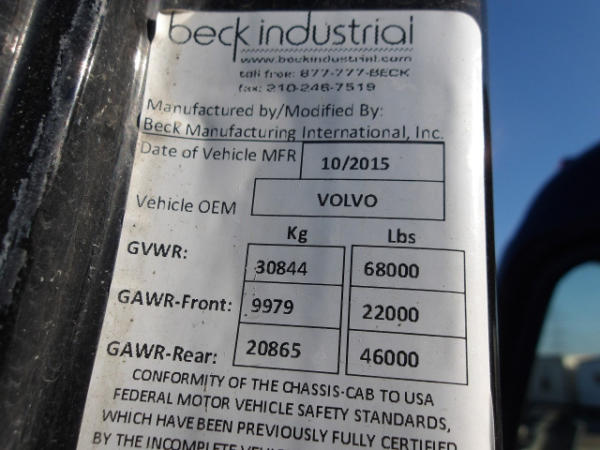 beck industrial
www.beckindustrial.com
toll free: 877-777-BECK
fax: 210-246-7519
Manufactured by/Modified By:
Beck Manufacturing International, Inc.
Date of Vehicle MFR 10/2015
Vehicle OEM VOLVO
Kg Lbs
GVWR: 30844 68000
GAWR-Front: 9979 22000
GAWR-Rear: 20865 46000
CONFORMITY OF THE CHASSIS-CAB TO USA
FEDERAL MOTOR VEHICLE SAFETY STANDARDS,
WHICH HAVE BEEN PREVIOUSLY FULLY CERTIFIED
BY THE INCOMPLETE